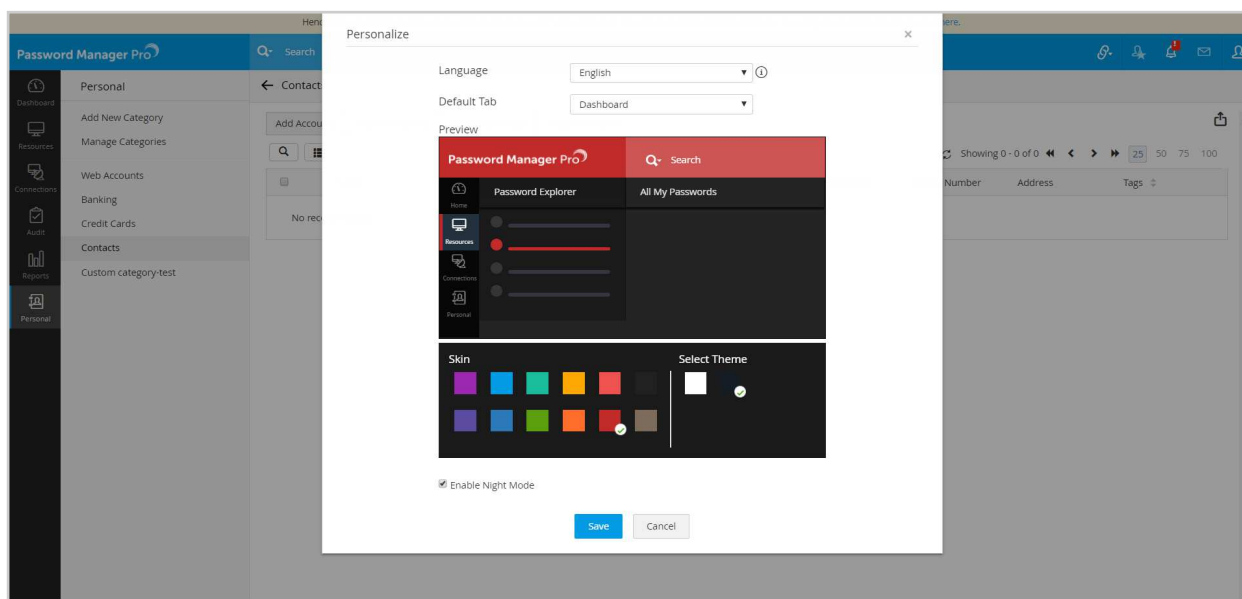 Hend
here.
Password Manager Pro
Search
Dashboard
Resources
Connections
Audit
Reports
Personal
Personal
Add New Category
Manage Categories
Web Accounts
Banking
Credit Cards
Contacts
Custom category-test
Contact
Add Accou
No reco
Showing 0 - 0 of 0
25 50 75 100
Number Address Tags
Personalize
Language English
Default Tab Dashboard
Preview
Password Manager Pro Search
Home
Resources
Connections
Personal
Password Explorer All My Passwords
Skin Select Theme
Enable Night Mode
Save Cancel